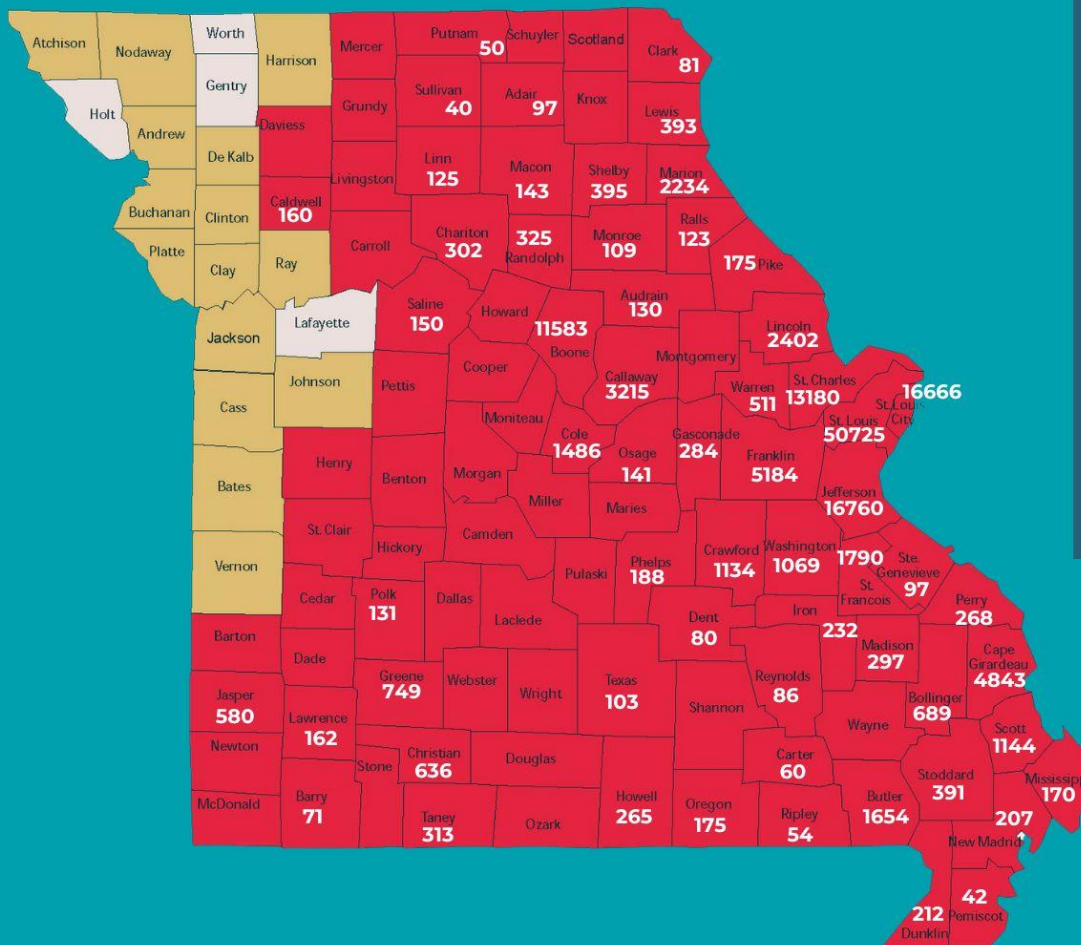 Atchison
Nodaway
Worth
Gentry
Harrison
Mercer
Putnam
50
Schuyler
Scotland
Clark
81
Holt
Andrew
De Kalb
Daviess
Grundy
Sullivan
40
Adair
97
Knox
Lewis
393
Buchanan
Clinton
Caldwell
160
Livingston
Linn
125
Macon
143
Shelby
395
Marion
2234
Platte
Clay
Ray
Carroll
Chariton
302
325
Randolph
Monroe
109
Ralls
123
175 Pike
Jackson
Lafayette
Saline
150
Howard
11583
Boone
Audrain
130
Montgomery
Lincoln
2402
Cass
Johnson
Pettis
Cooper
Moniteau
Callaway
3215
Warren
511
St. Charles
13180
16666
St. Louis
City
St. Louis
50725
Bates
Henry
Benton
Morgan
Cole
1486
Miller
Osage
141
Maries
Gasconade
284
Franklin
5184
Jefferson
16760
Vernon
St. Clair
Hickory
Camden
Pulaski
Phelps
188
Crawford
1134
Washington
1069
1790
St.
Francois
Ste.
Genevieve
97
Perry
268
Barton
Cedar
Polk
131
Dallas
Laclede
Dent
80
Iron
232
Madison
297
Cape
Girardeau
4843
Jasper
580
Dade
Lawrence
162
Greene
749
Webster
Wright
Texas
103
Shannon
Reynolds
86
Wayne
Bollinger
689
Scott
1144
Newton
Stone
Christian
636
Douglas
Carter
60
Stoddard
391
Mississipp
170
McDonald
Barry
71
Taney
313
Ozark
Howell
265
Oregon
175
Ripley
54
Butler
1654
207
New Madrid
42
Pemiscot
212
Dunklin